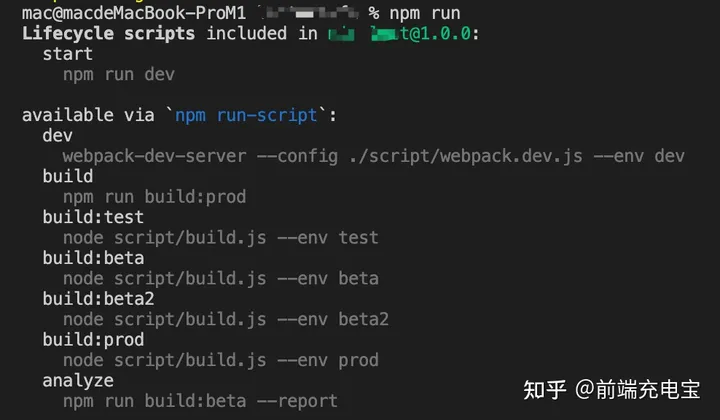 mac@macdeMacBook-ProM1 % npm run
Lifecycle scripts included in @1.0.0:
start
npm run dev
available via `npm run-script`:
dev
webpack-dev-server --config ./script/webpack.dev.js --env dev
build
npm run build:prod
build:test
node script/build.js --env test
build:beta
node script/build.js --env beta
build:beta2
node script/build.js --env beta2
build:prod
node script/build.js --env prod
analyze
npm run build:beta --report
知乎 @前端充电宝